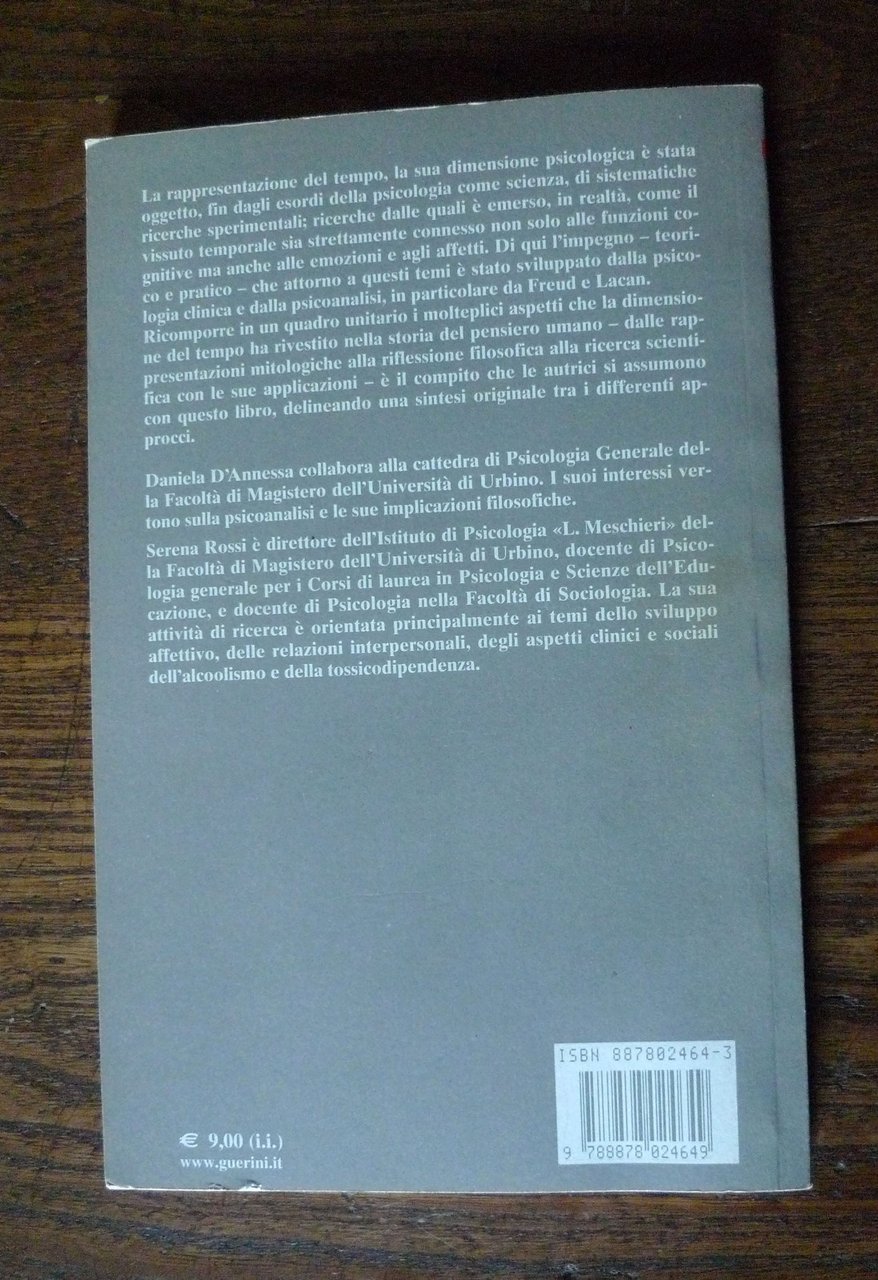 La rappresentazione del tempo, la sua dimensione psicologica è stata
oggetto, fin dagli esordi della psicologia come scienza, di sistematiche
ricerche sperimentali; ricerche dalle quali è emerso, in realtà, come il
vissuto temporale sia strettamente connesso non solo alle funzioni co-
gnitive ma anche alle emozioni e agli affetti. Di qui l'impegno – teori-
co e pratico – che attorno a questi temi è stato sviluppato dalla psico-
logia clinica e dalla psicoanalisi, in particolare da Freud e Lacan.
Ricomporre in un quadro unitario i molteplici aspetti che la dimensio-
ne del tempo ha rivestito nella storia del pensiero umano – dalle rap-
presentazioni mitologiche alla riflessione filosofica alla ricerca scienti-
fica con le sue applicazioni – è il compito che le autrici si assumono
con questo libro, delineando una sintesi originale tra i differenti ap-
procci.
Daniela D'Annessa collabora alla cattedra di Psicologia Generale del-
la Facoltà di Magistero dell'Università di Urbino. I suoi interessi ver-
tono sulla psicoanalisi e le sue implicazioni filosofiche.
Serena Rossi è direttore dell'Istituto di Psicologia «L. Meschieri» del-
la Facoltà di Magistero dell'Università di Urbino, docente di Psico-
logia generale per i Corsi di laurea in Psicologia e Scienze dell'Edu-
cazione, e docente di Psicologia nella Facoltà di Sociologia. La sua
attività di ricerca è orientata principalmente ai temi dello sviluppo
affettivo, delle relazioni interpersonali, degli aspetti clinici e sociali
dell'alcoolismo e della tossicodipendenza.
ISBN 887802464-3
9 788878 024649
€ 9,00 (i.i.)
www.guerini.it